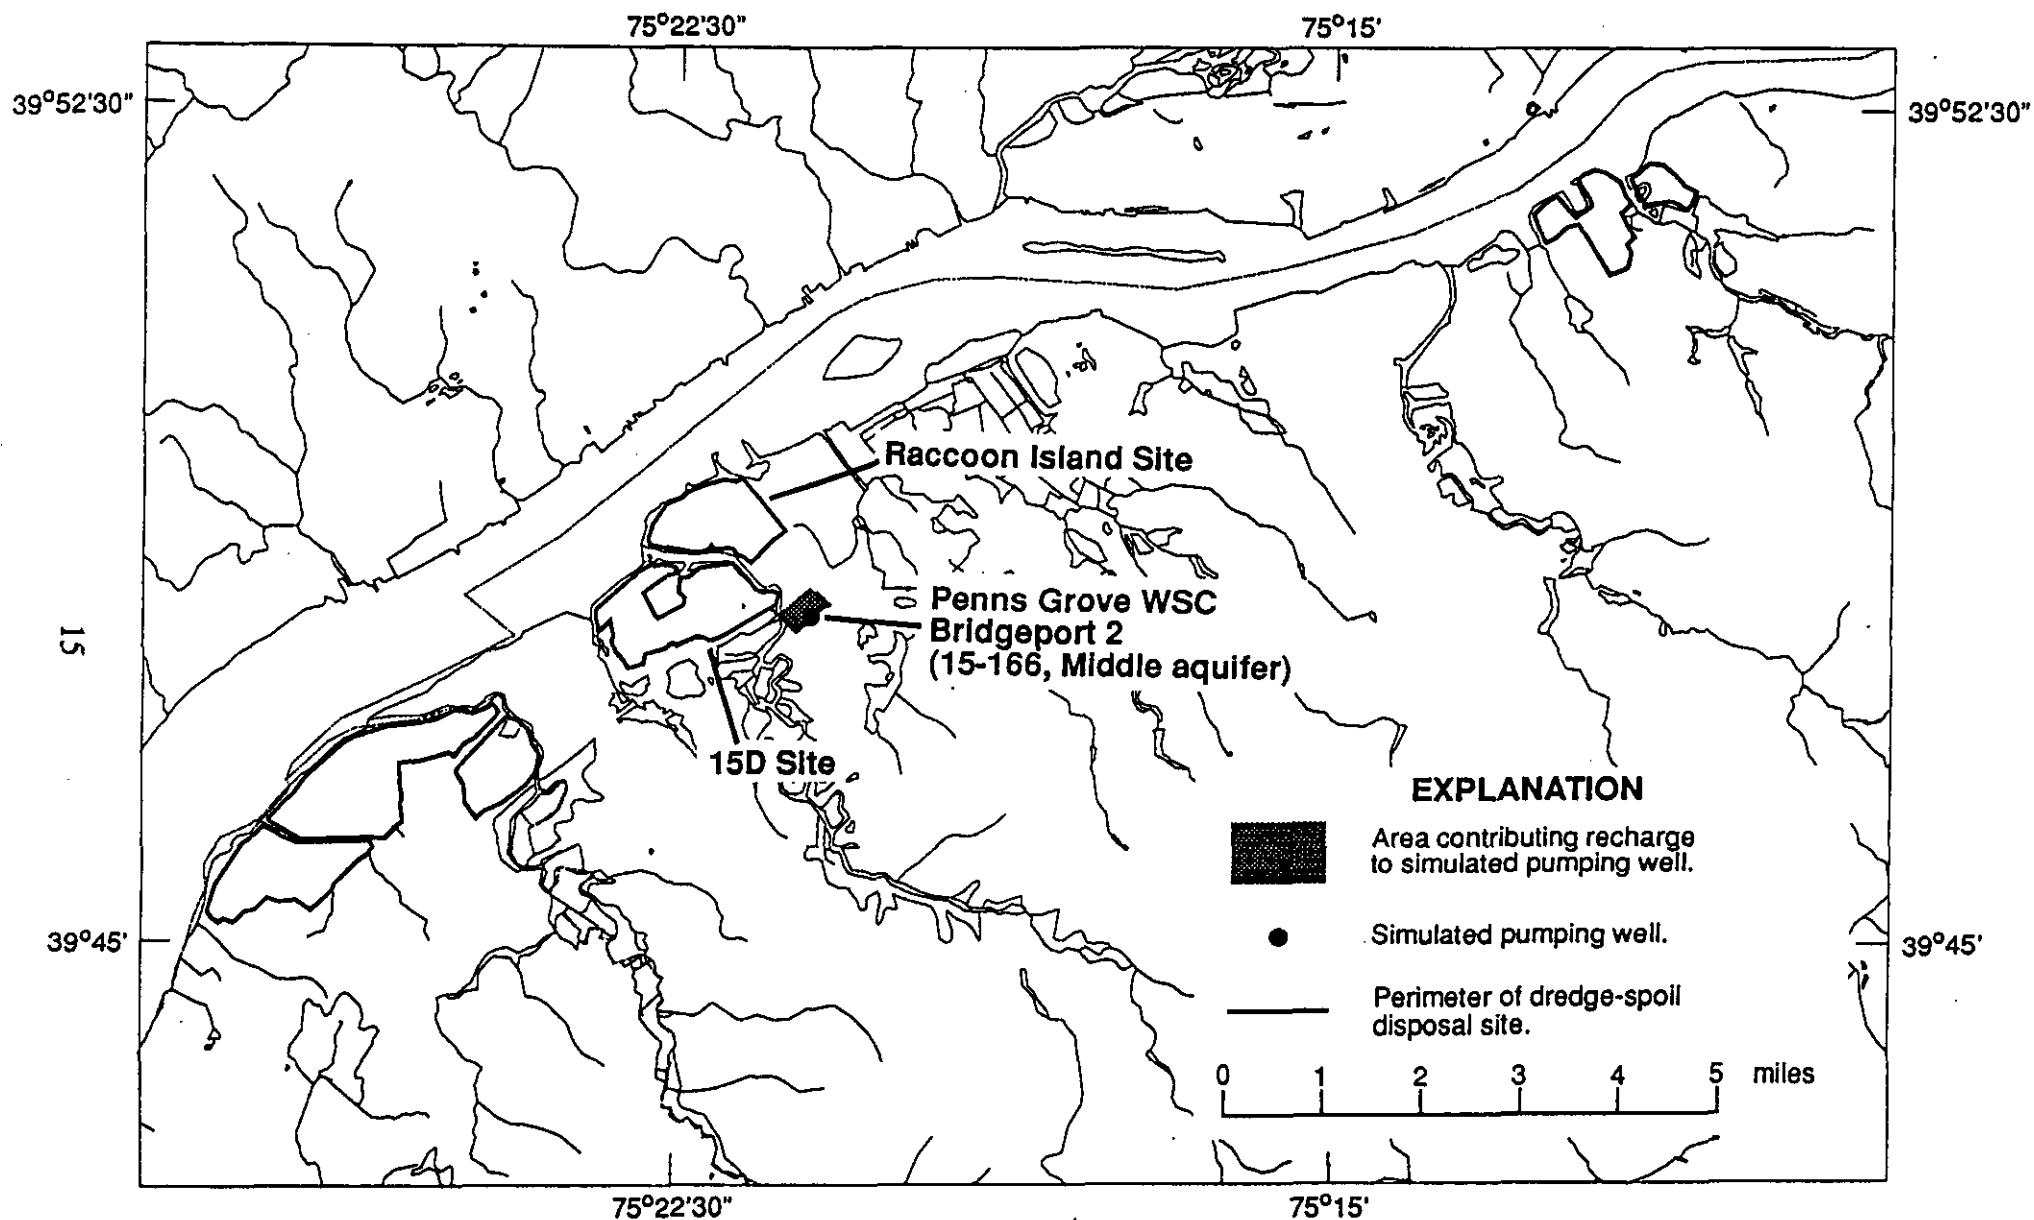 75°22'30" 75°15'
39°52'30" 39°52'30"
Raccoon Island Site
Penns Grove WSC
Bridgeport 2
(15-166, Middle aquifer)
15
15D Site
EXPLANATION
Area contributing recharge
to simulated pumping well.
39°45' 39°45'
Simulated pumping well.
Perimeter of dredge-spoil
disposal site.
0 1 2 3 4 5 miles
75°22'30" 75°15'